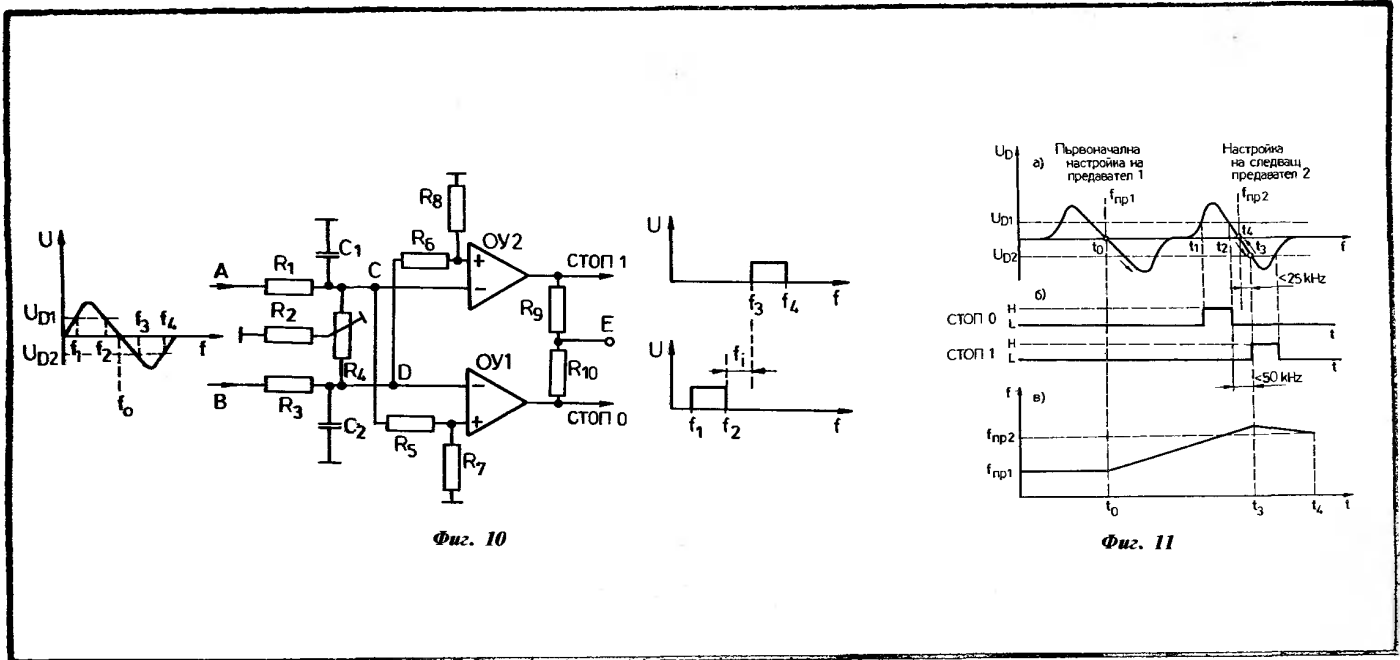 U
U_D1
U_D2
f₁
f₂
f₃
f₄
f
f₀
A
R₁
C₁
C
R₂
R₄
B
R₃
C₂
D
R₈
R₆
ОУ2
+
−
СТОП 1
R₉
E
R₁₀
ОУ1
−
+
СТОП 0
R₅
R₇
U
f₃
f₄
f
U
f_i
f₁
f₂
f
Фиг. 10
U_D
а)
Първоначална
настройка на
предавател 1
Настройка
на следващ
предавател 2
f_пр1
f_пр2
U_D1
U_D2
t₀
t₁
t₂
t₄
t₃
f
<25 kHz
б)
СТОП 0
H
L
t
СТОП 1
H
L
t
<50 kHz
в)
f
f_пр2
f_пр1
t₀
t₃
t₄
t
Фиг. 11